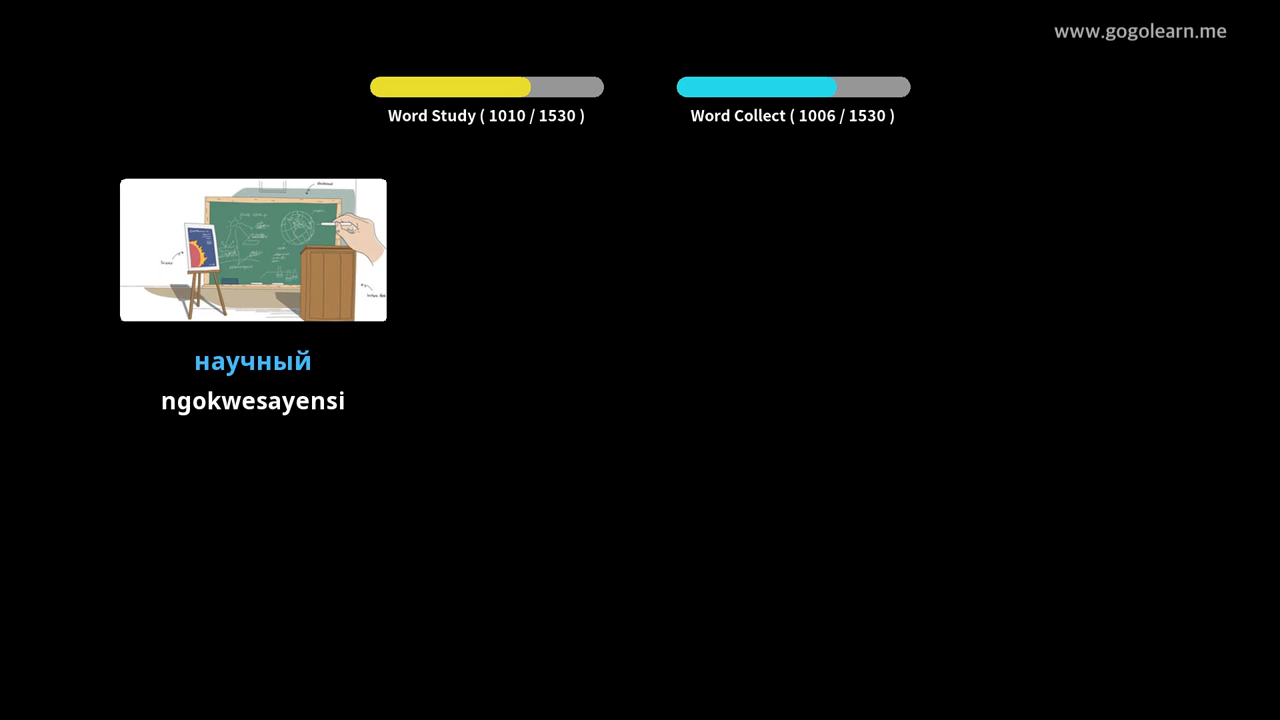 www.gogolearn.me
Word Study ( 1010 / 1530 )
Word Collect ( 1006 / 1530 )
научный
ngokwesayensi